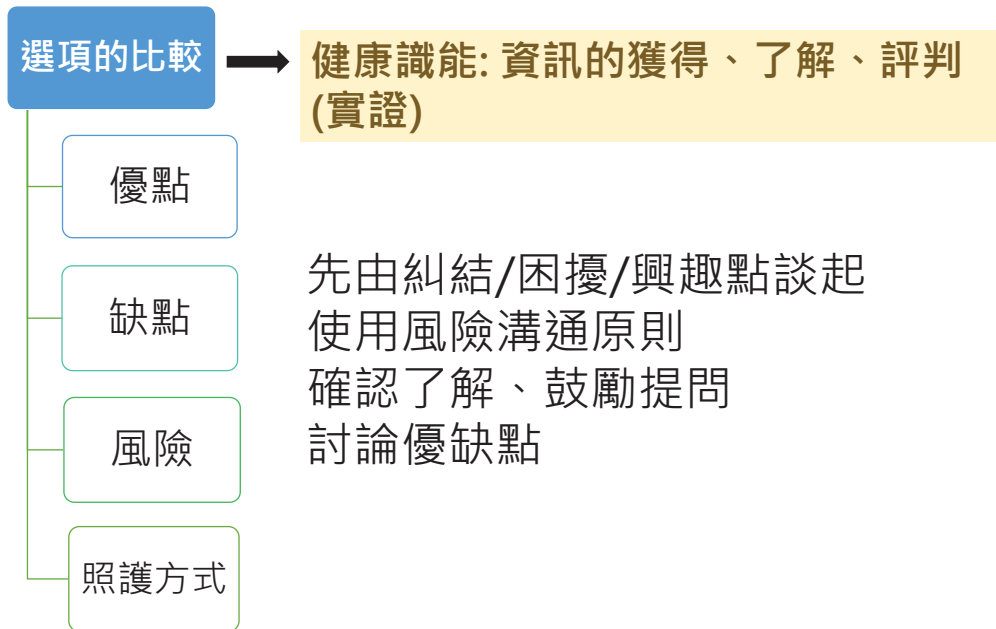 選項的比較
健康識能: 資訊的獲得、了解、評判
(實證)
優點
缺點
風險
照護方式
先由糾結/困擾/興趣點談起
使用風險溝通原則
確認了解、鼓勵提問
討論優缺點